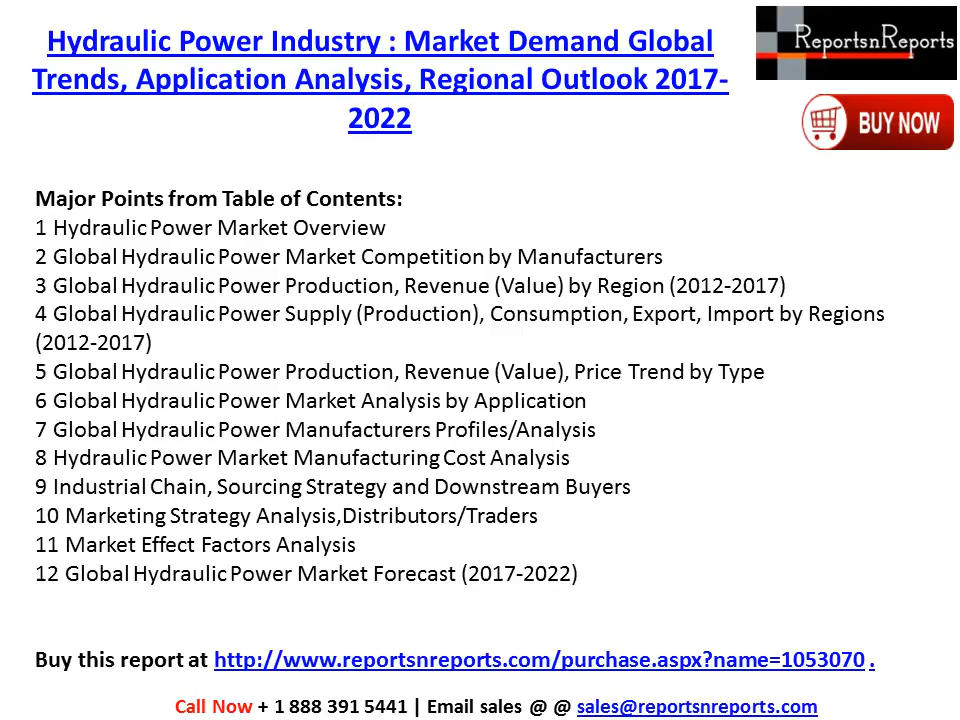 Hydraulic Power Industry : Market Demand Global
Trends, Application Analysis, Regional Outlook 2017-
2022
ReportsnReports
BUY NOW
Major Points from Table of Contents:
1 Hydraulic Power Market Overview
2 Global Hydraulic Power Market Competition by Manufacturers
3 Global Hydraulic Power Production, Revenue (Value) by Region (2012-2017)
4 Global Hydraulic Power Supply (Production), Consumption, Export, Import by Regions
(2012-2017)
5 Global Hydraulic Power Production, Revenue (Value), Price Trend by Type
6 Global Hydraulic Power Market Analysis by Application
7 Global Hydraulic Power Manufacturers Profiles/Analysis
8 Hydraulic Power Market Manufacturing Cost Analysis
9 Industrial Chain, Sourcing Strategy and Downstream Buyers
10 Marketing Strategy Analysis,Distributors/Traders
11 Market Effect Factors Analysis
12 Global Hydraulic Power Market Forecast (2017-2022)
Buy this report at http://www.reportsnreports.com/purchase.aspx?name=1053070 .
Call Now + 1 888 391 5441 | Email sales @ @ sales@reportsnreports.com